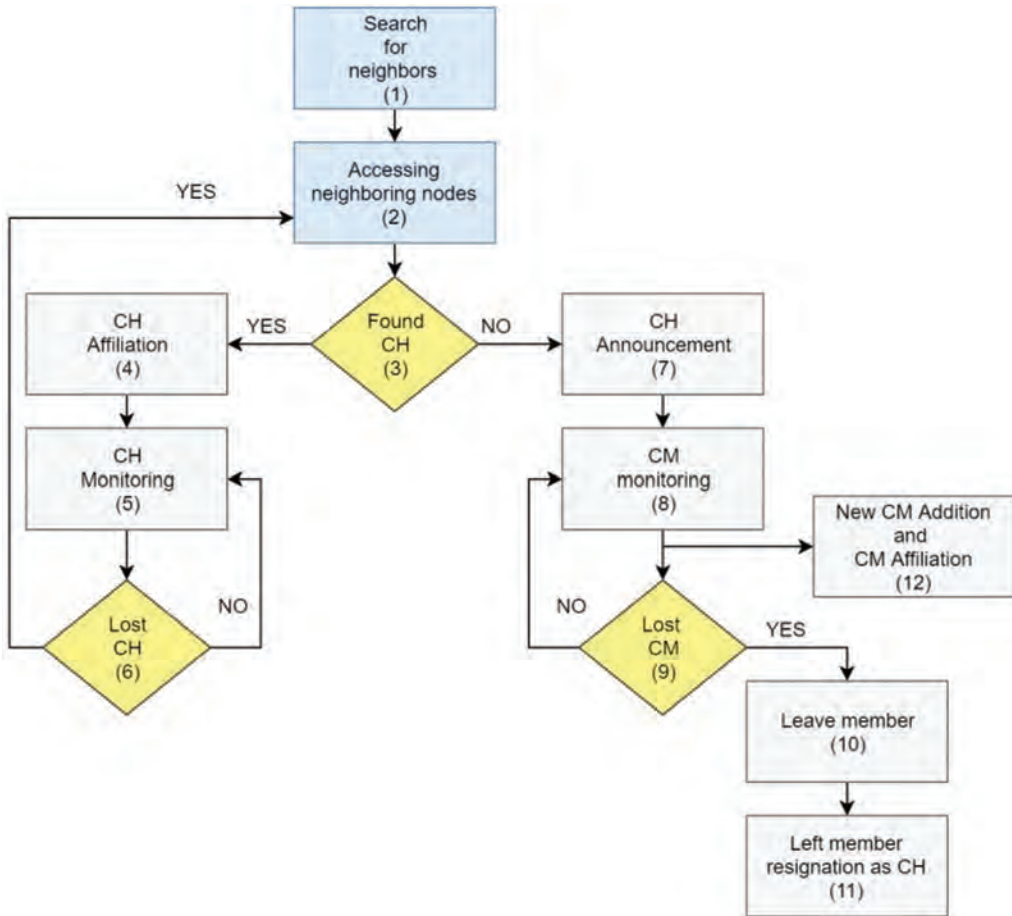 Search
for
neighbors
(1)
Accessing
neighboring nodes
(2)
YES
Found
CH
(3)
YES
NO
CH
Affiliation
(4)
CH
Monitoring
(5)
Lost
CH
(6)
NO
CH
Announcement
(7)
CM
monitoring
(8)
New CM Addition
and
CM Affiliation
(12)
Lost
CM
(9)
NO
YES
Leave member
(10)
Left member
resignation as CH
(11)